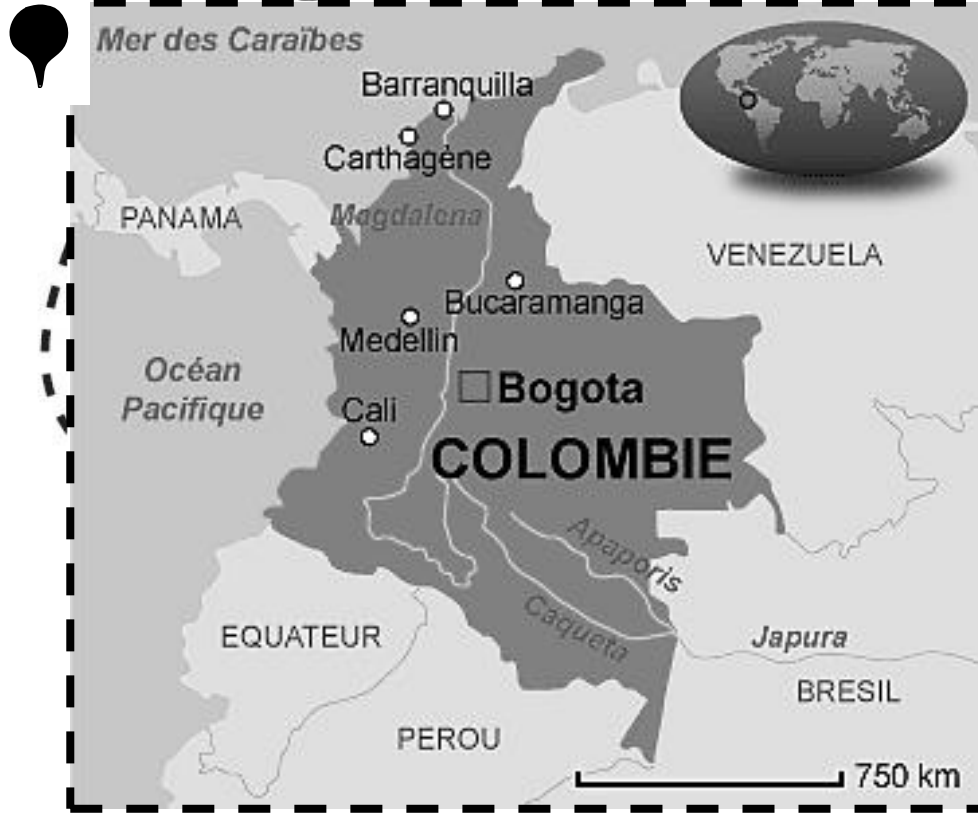 Mer des Caraïbes
Barranquilla
Carthagène
PANAMA
Magdalena
VENEZUELA
Bucaramanga
Medellin
Océan
Pacifique
Bogota
Cali
COLOMBIE
Apaporis
Caqueta
EQUATEUR
Japura
BRESIL
PEROU
750 km